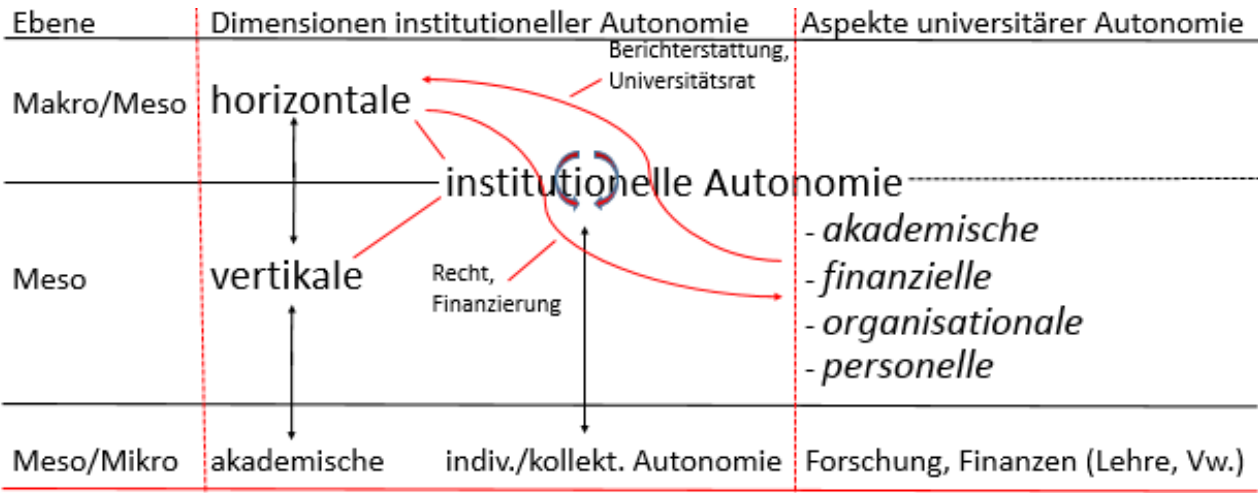 Ebene Dimensionen institutioneller Autonomie Aspekte universitärer Autonomie
Berichterstattung,
Universitätsrat
Makro/Meso horizontale
institutionelle Autonomie
- akademische
Meso vertikale - finanzielle
Recht,
Finanzierung
- organisationale
- personelle
Meso/Mikro akademische indiv./kollekt. Autonomie Forschung, Finanzen (Lehre, Vw.)